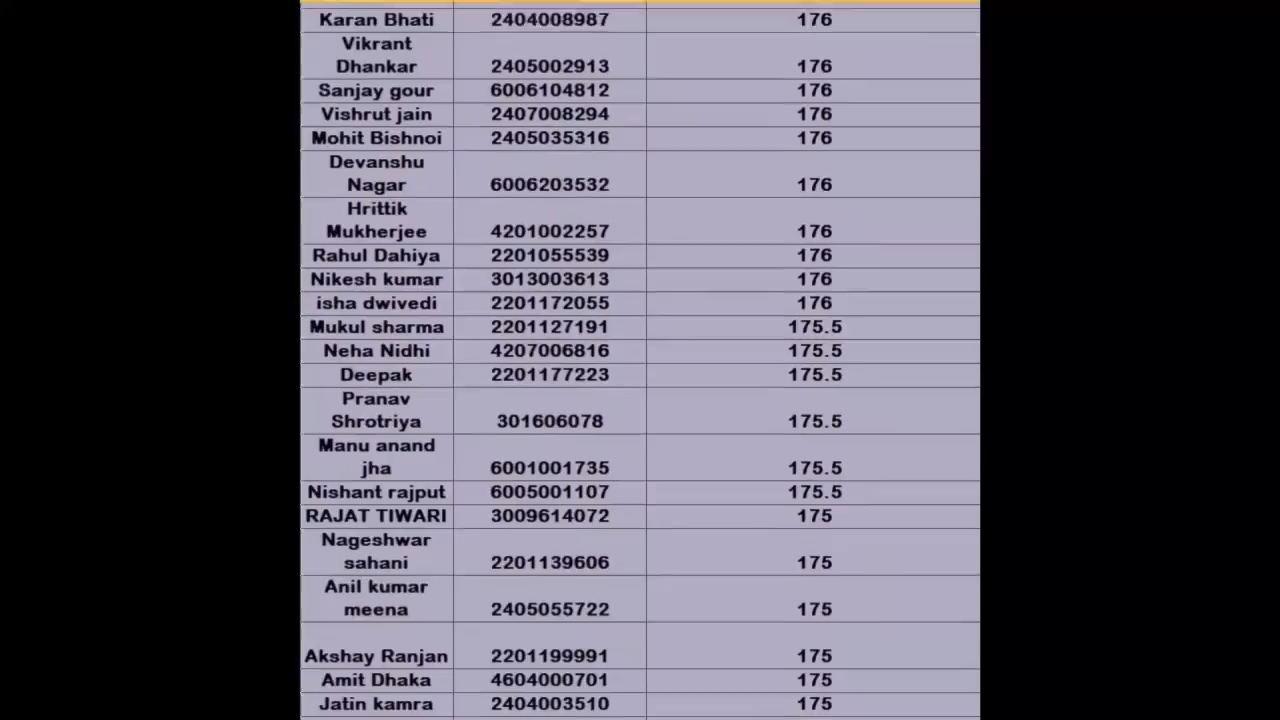 Karan Bhati 2404008987 176
Vikrant
Dhankar 2405002913 176
Sanjay gour 6006104812 176
Vishrut jain 2407008294 176
Mohit Bishnoi 2405035316 176
Devanshu
Nagar 6006203532 176
Hrittik
Mukherjee 4201002257 176
Rahul Dahiya 2201055539 176
Nikesh kumar 3013003613 176
isha dwivedi 2201172055 176
Mukul sharma 2201127191 175.5
Neha Nidhi 4207006816 175.5
Deepak 2201177223 175.5
Pranav
Shrotriya 301606078 175.5
Manu anand
jha 6001001735 175.5
Nishant rajput 6005001107 175.5
RAJAT TIWARI 3009614072 175
Nageshwar
sahani 2201139606 175
Anil kumar
meena 2405055722 175
Akshay Ranjan 2201199991 175
Amit Dhaka 4604000701 175
Jatin kamra 2404003510 175